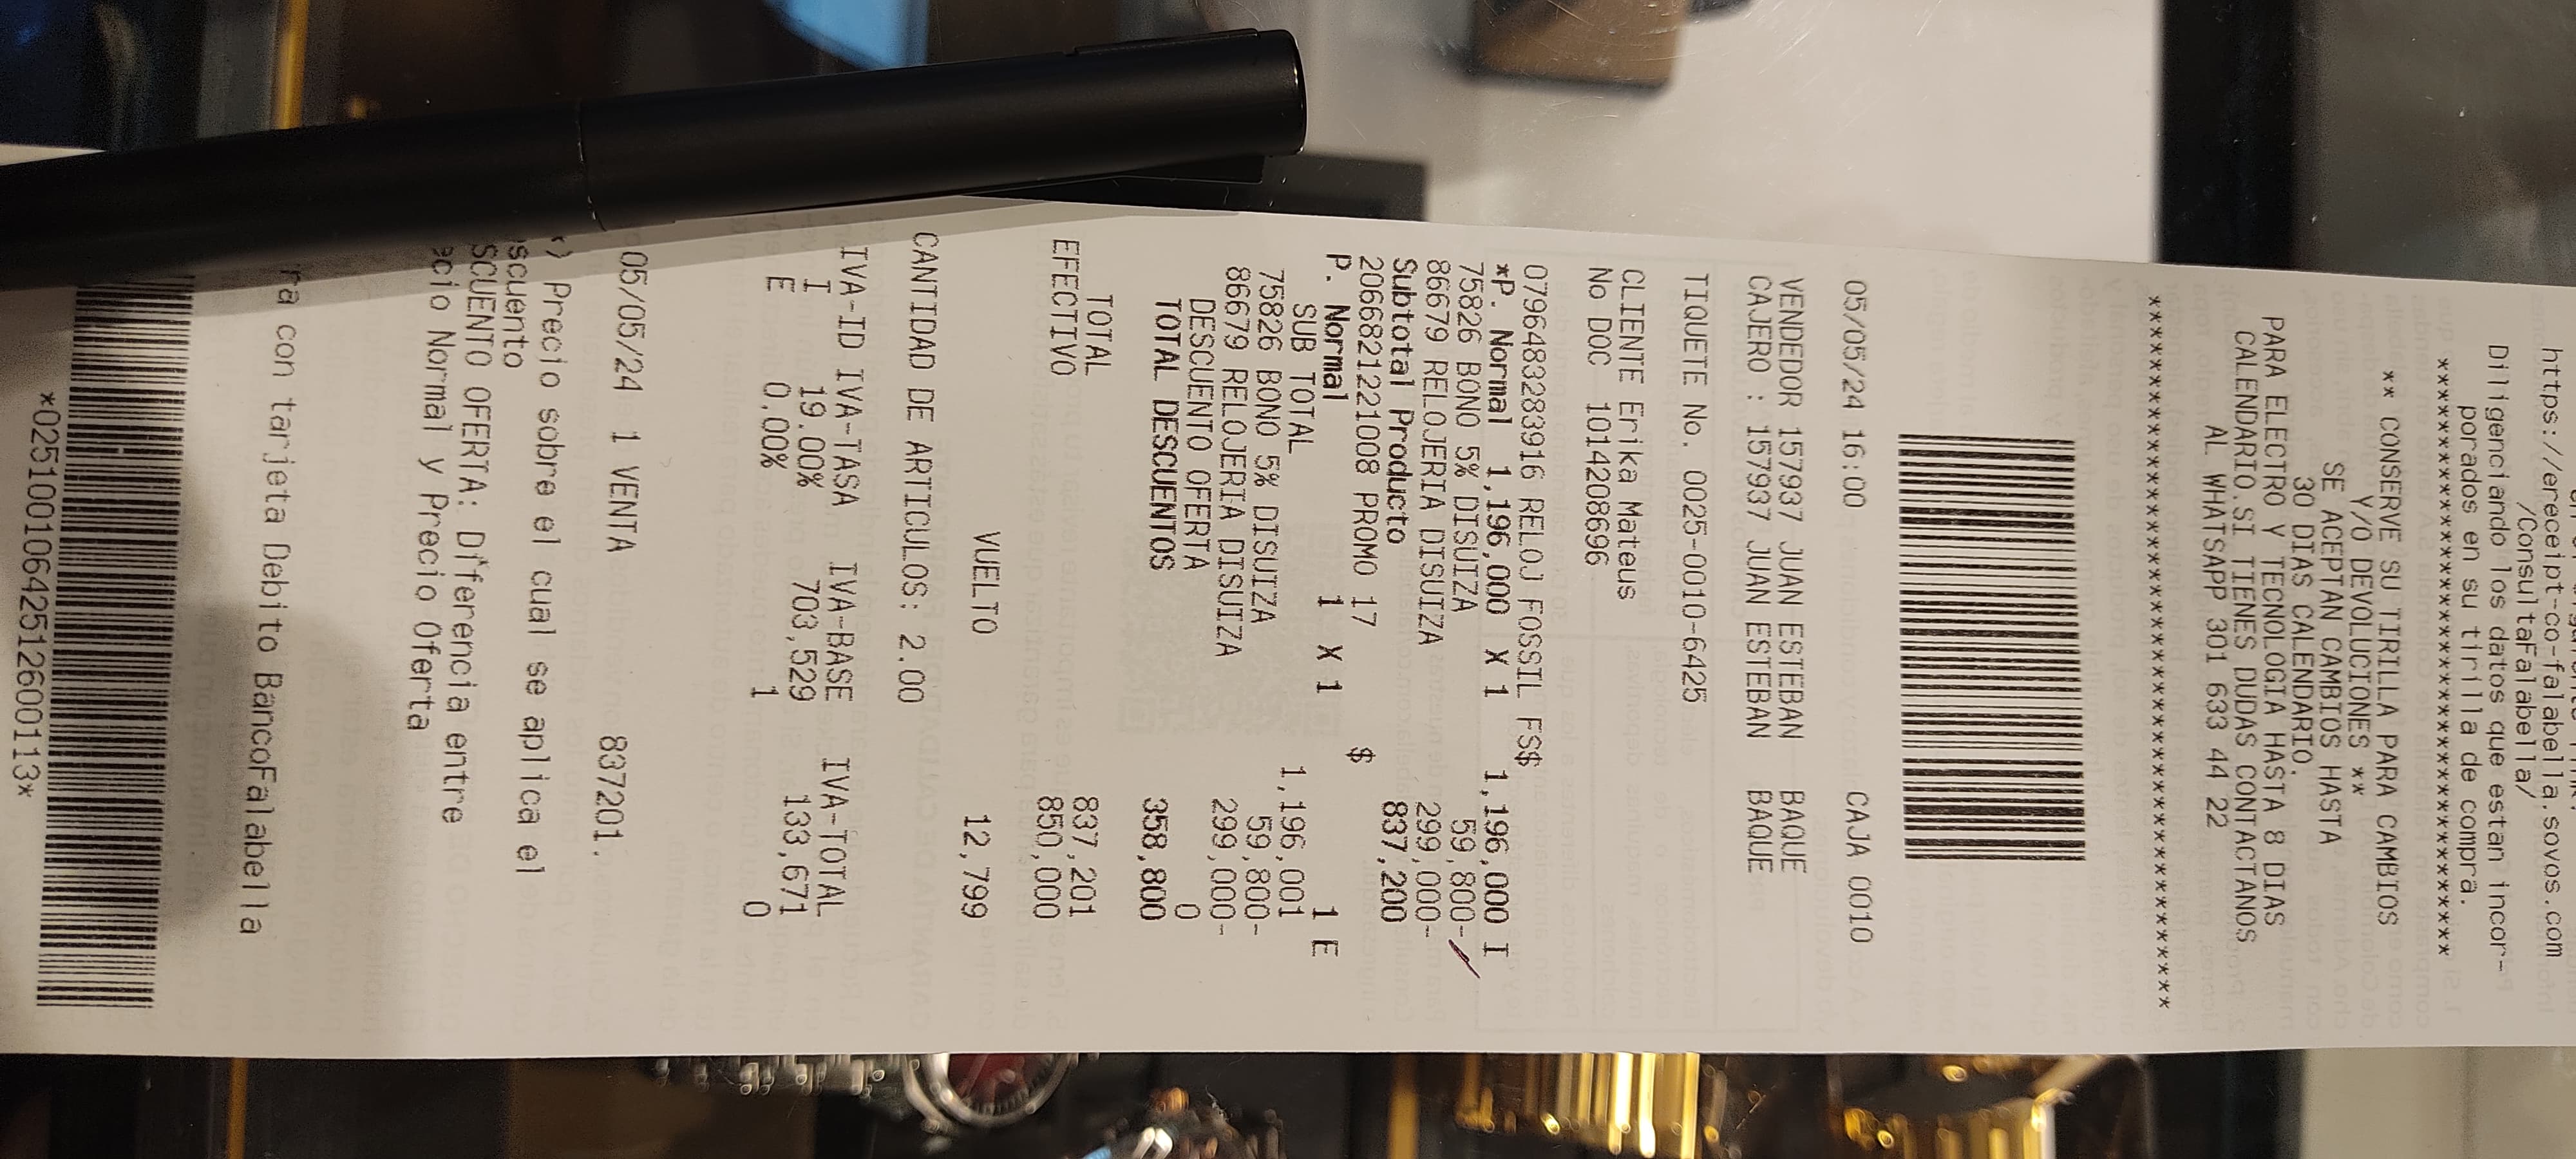 https://ereceipt-co-falabella.sovos.com
/ConsultaFalabella/
Diligenciando los datos que estan incor-
porados en su tirilla de compra.
****************************************
** CONSERVE SU TIRILLA PARA CAMBIOS
Y/O DEVOLUCIONES **
SE ACEPTAN CAMBIOS HASTA
30 DIAS CALENDARIO.
PARA ELECTRO Y TECNOLOGIA HASTA 8 DIAS
CALENDARIO.SI TIENES DUDAS CONTACTANOS
AL WHATSAPP 301 633 44 22
****************************************
05/05/24 16:00 CAJA 0010
VENDEDOR 157937 JUAN ESTEBAN BAQUE
CAJERO : 157937 JUAN ESTEBAN BAQUE
TIQUETE No. 0025-0010-6425
CLIENTE Erika Mateus
No DOC 1014208696
0796483283916 RELOJ FOSSIL FS$
*P. Normal 1,196,000 X 1 1,196,000 I
75826 BONO 5% DISUIZA 59,800-
86679 RELOJERIA DISUIZA 299,000-
Subtotal Producto 837,200
2066821221008 PROMO 17 $
P. Normal 1 X 1 1 E
SUB TOTAL 1,196,001
75826 BONO 5% DISUIZA 59,800-
86679 RELOJERIA DISUIZA 299,000-
DESCUENTO OFERTA 0
TOTAL DESCUENTOS 358,800
TOTAL 837,201
EFECTIVO 850,000
VUELTO 12,799
CANTIDAD DE ARTICULOS: 2.00
IVA-ID IVA-TASA IVA-BASE IVA-TOTAL
I 19.00% 703,529 133,671
E 0.00% 1 0
05/05/24 1 VENTA 837201.
) Precio sobre el cual se aplica el
scuento
SCUENTO OFERTA: Diferencia entre
ecio Normal y Precio Oferta
ra con tarjeta Debito BancoFalabella
*02510010642512600113*